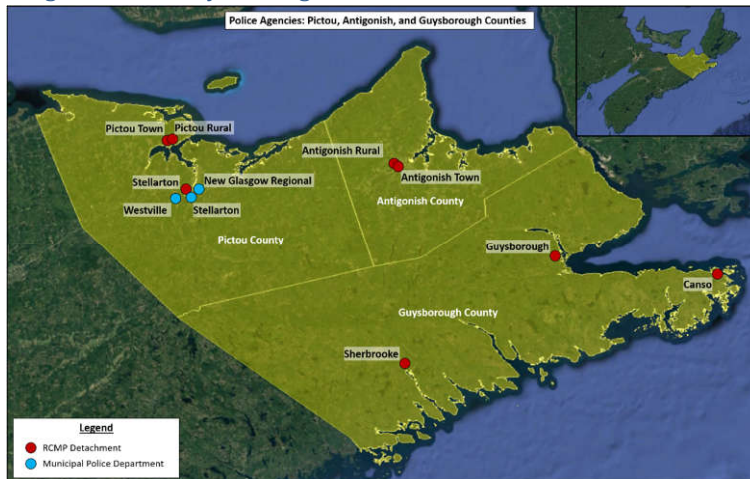 Police Agencies: Pictou, Antigonish, and Guysborough Counties
Pictou Town
Pictou Rural
Antigonish Rural
Antigonish Town
Stellarton
New Glasgow Regional
Westville
Stellarton
Antigonish County
Pictou County
Guysborough
Canso
Guysborough County
Sherbrooke
Legend
RCMP Detachment
Municipal Police Department